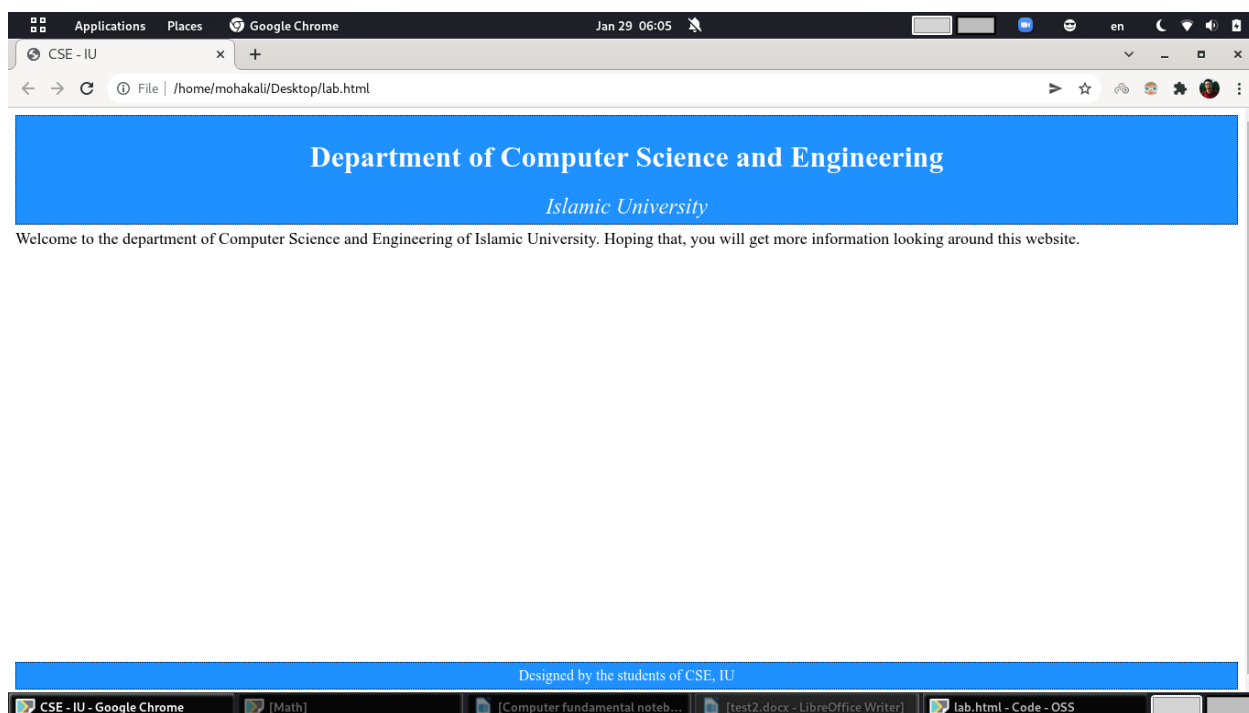 Applications Places Google Chrome Jan 29 06:05 en
CSE - IU
File /home/mohakali/Desktop/lab.html
Department of Computer Science and Engineering
Islamic University
Welcome to the department of Computer Science and Engineering of Islamic University. Hoping that, you will get more information looking around this website.
Designed by the students of CSE, IU
CSE - IU - Google Chrome [Math] [Computer fundamental noteb... [test2.docx - LibreOffice Writer] lab.html - Code - OSS